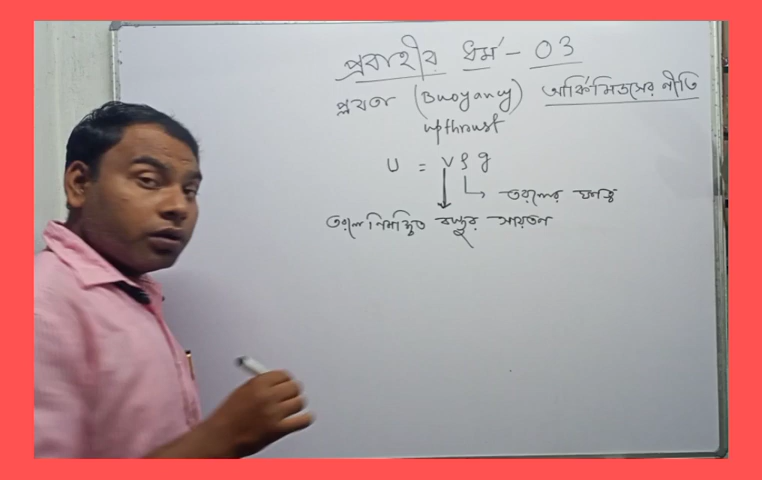 প্রবাহীর ধর্ম - 03
প্লবতা (Buoyancy) আর্কিমিডিসের নীতি
upthrust
U = vρg
তরলের ঘনত্ব
তরলে নিমজ্জিত বস্তুর আয়তন